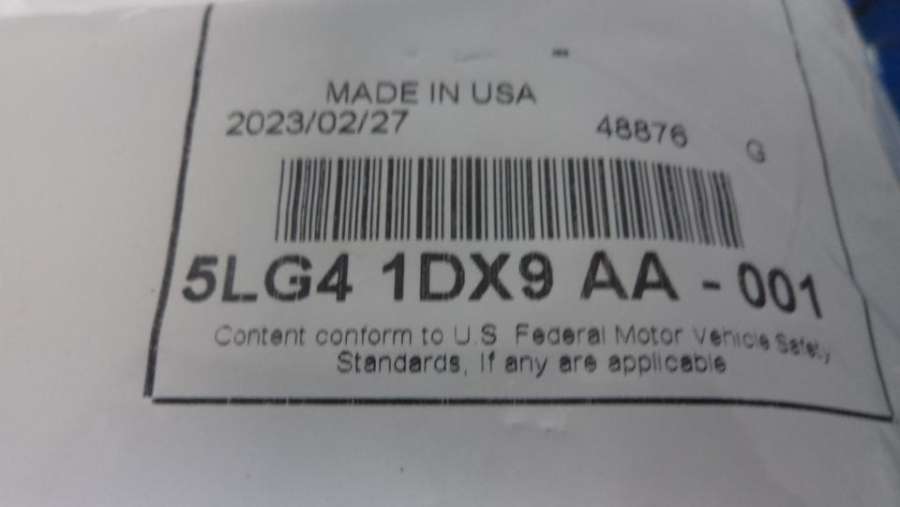 MADE IN USA
2023/02/27 48876 G
5LG4 1DX9 AA - 001
Content conform to U.S Federal Motor Vehicle Safety
Standards, If any are applicable